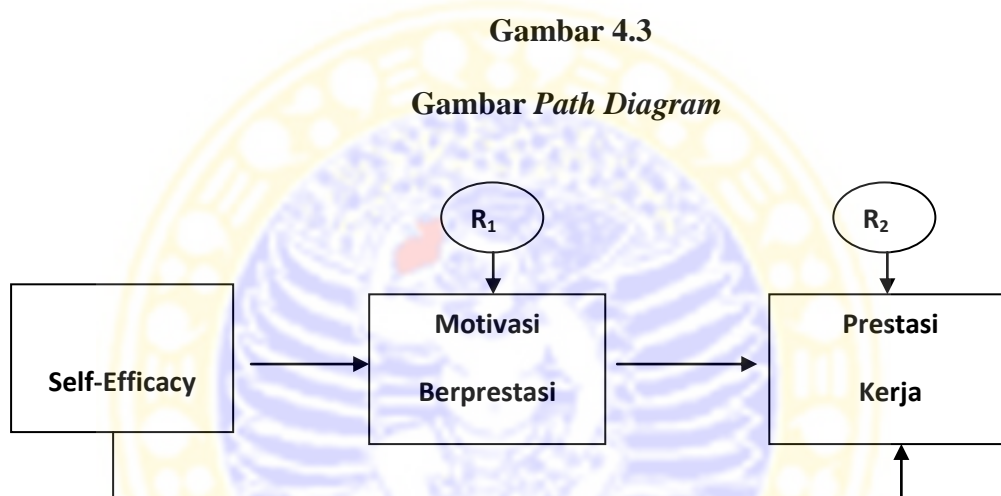 Gambar 4.3
Gambar Path Diagram
R₁
R₂
Self-Efficacy
Motivasi
Berprestasi
Prestasi
Kerja